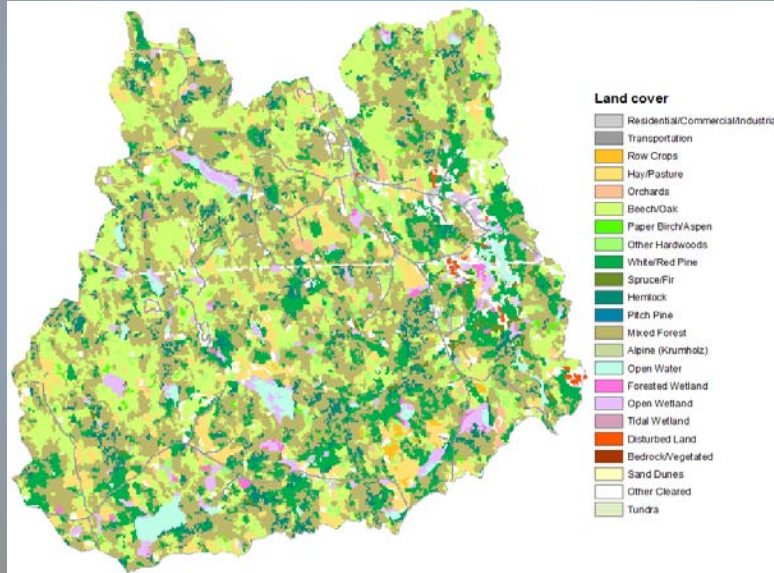 Land cover
Residential/Commercial/Industria
Transportation
Row Crops
Hay/Pasture
Orchards
Beech/Oak
Paper Birch/Aspen
Other Hardwoods
White/Red Pine
Spruce/Fir
Hemlock
Pitch Pine
Mixed Forest
Alpine (Krumholz)
Open Water
Forested Wetland
Open Wetland
Tidal Wetland
Disturbed Land
Bedrock/Vegetated
Sand Dunes
Other Cleared
Tundra